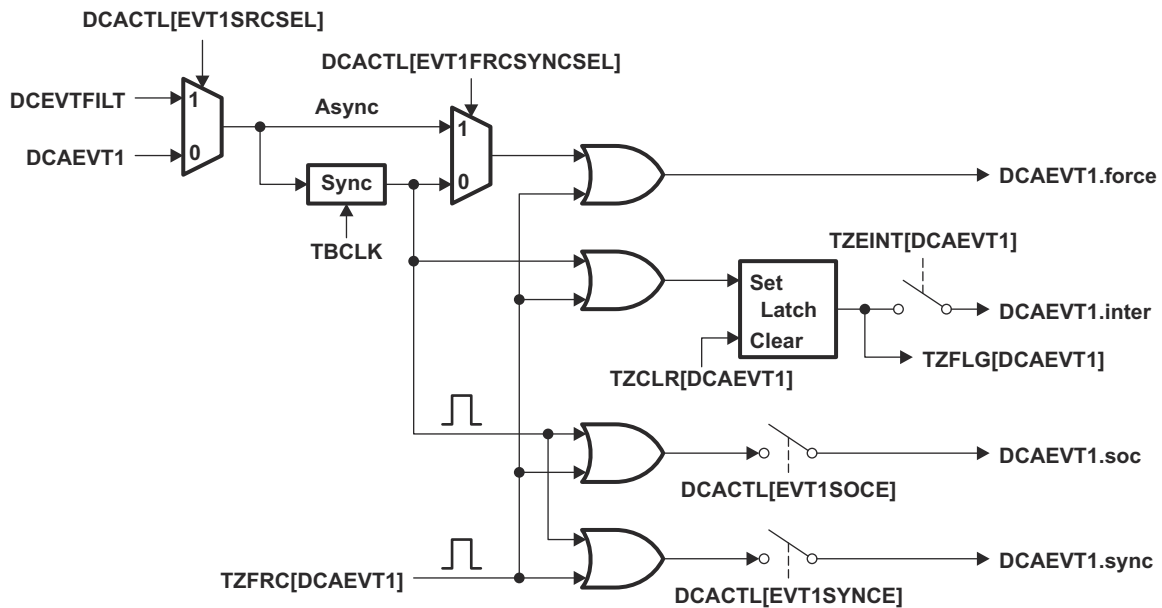 DCACTL[EVT1SRCSEL]
DCACTL[EVT1FRCSYNCSEL]
DCEVTFILT
1
Async
1
DCAEVT1
0
Sync
0
DCAEVT1.force
TBCLK
TZEINT[DCAEVT1]
Set
Latch
DCAEVT1.inter
Clear
TZCLR[DCAEVT1]
TZFLG[DCAEVT1]
DCAEVT1.soc
DCACTL[EVT1SOCE]
DCAEVT1.sync
TZFRC[DCAEVT1]
DCACTL[EVT1SYNCE]